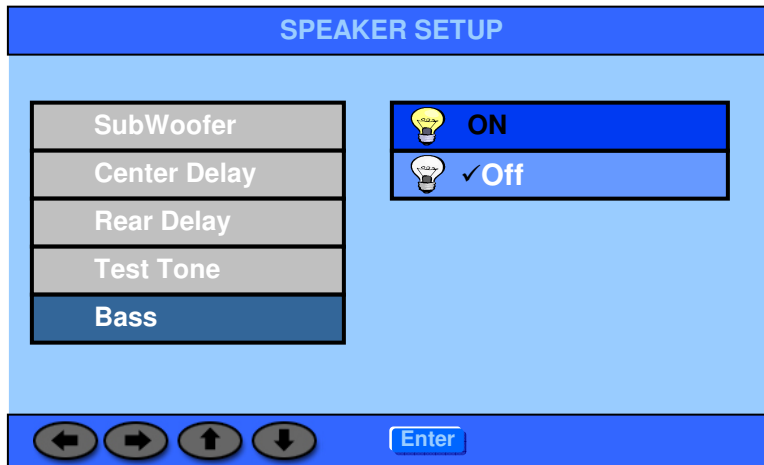 SPEAKER SETUP
SubWoofer
Center Delay
Rear Delay
Test Tone
Bass
ON
✓Off
Enter